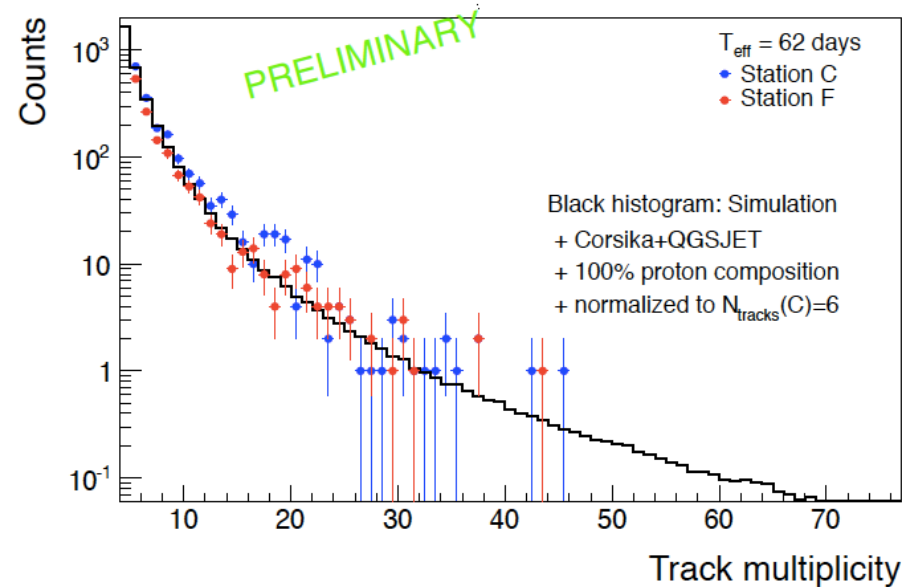 Counts
10³
10²
10
1
10⁻¹
PRELIMINARY
T_eff = 62 days
Station C
Station F
Black histogram: Simulation
+ Corsika+QGSJET
+ 100% proton composition
+ normalized to N_tracks(C)=6
10 20 30 40 50 60 70
Track multiplicity